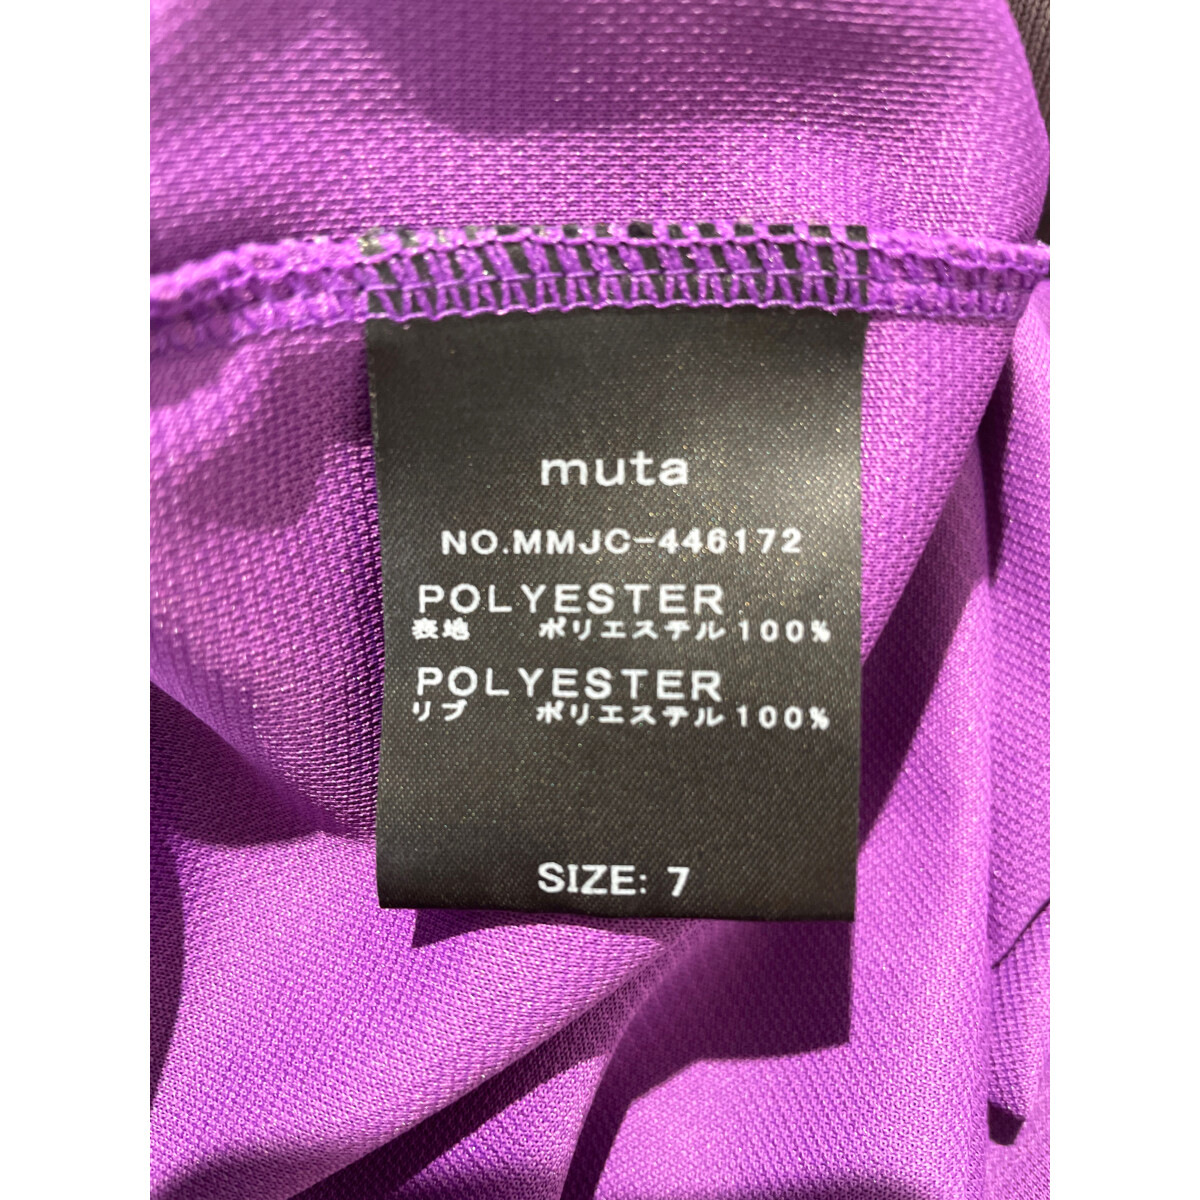 muta
NO.MMJC-446172
POLYESTER
表地 ポリエステル100%
POLYESTER
リブ ポリエステル100%
SIZE: 7